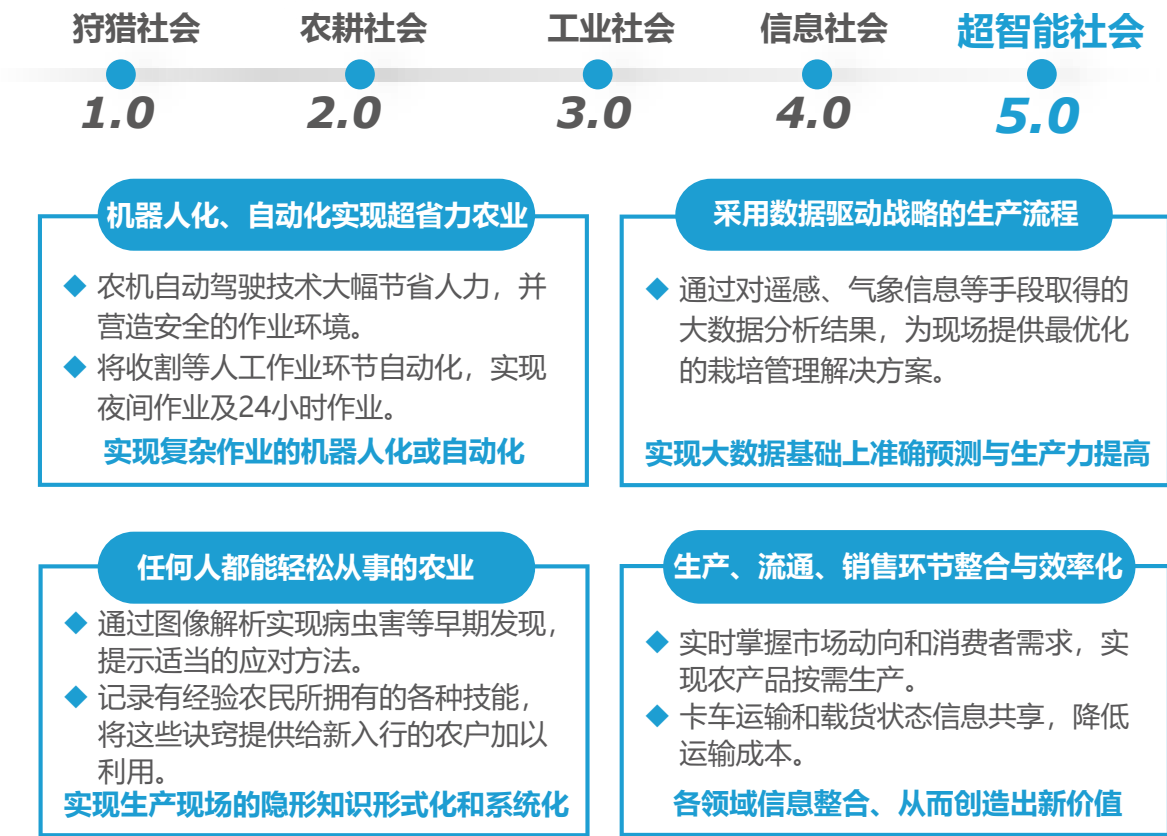 狩猎社会 农耕社会 工业社会 信息社会 超智能社会
1.0 2.0 3.0 4.0 5.0
机器人化、自动化实现超省力农业
农机自动驾驶技术大幅节省人力，并
营造安全的作业环境。
将收割等人工作业环节自动化，实现
夜间作业及24小时作业。
实现复杂作业的机器人化或自动化
采用数据驱动战略的生产流程
通过对遥感、气象信息等手段取得的
大数据分析结果，为现场提供最优化
的栽培管理解决方案。
实现大数据基础上准确预测与生产力提高
任何人都能轻松从事的农业
通过图像解析实现病虫害等早期发现，
提示适当的应对方法。
记录有经验农民所拥有的各种技能，
将这些诀窍提供给新入行的农户加以
利用。
实现生产现场的隐形知识形式化和系统化
生产、流通、销售环节整合与效率化
实时掌握市场动向和消费者需求，实
现农产品按需生产。
卡车运输和载货状态信息共享，降低
运输成本。
各领域信息整合、从而创造出新价值